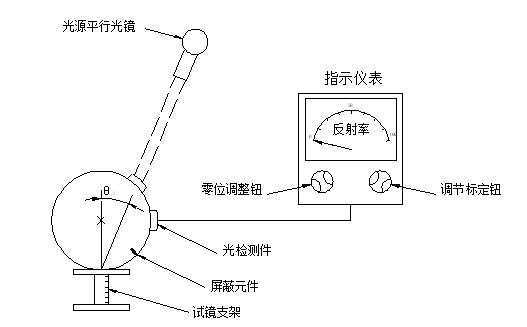 光源平行光镜
指示仪表
反射率
零位调整钮
调节标定钮
θ
光检测件
屏蔽元件
试镜支架